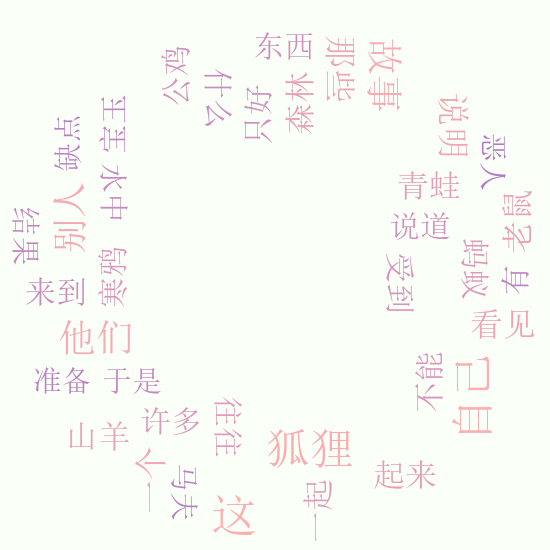 东西
那些
故事
公鸡
什么
只好
森林
说明
缺点
宝玉
恶人
水中
青蛙
别人
老鼠
结果
说道
寒鸦
受到
蚂蚁
有
来到
看见
他们
准备
于是
不能
自己
山羊
许多
往往
狐狸
一个
马夫
这
一起
起来